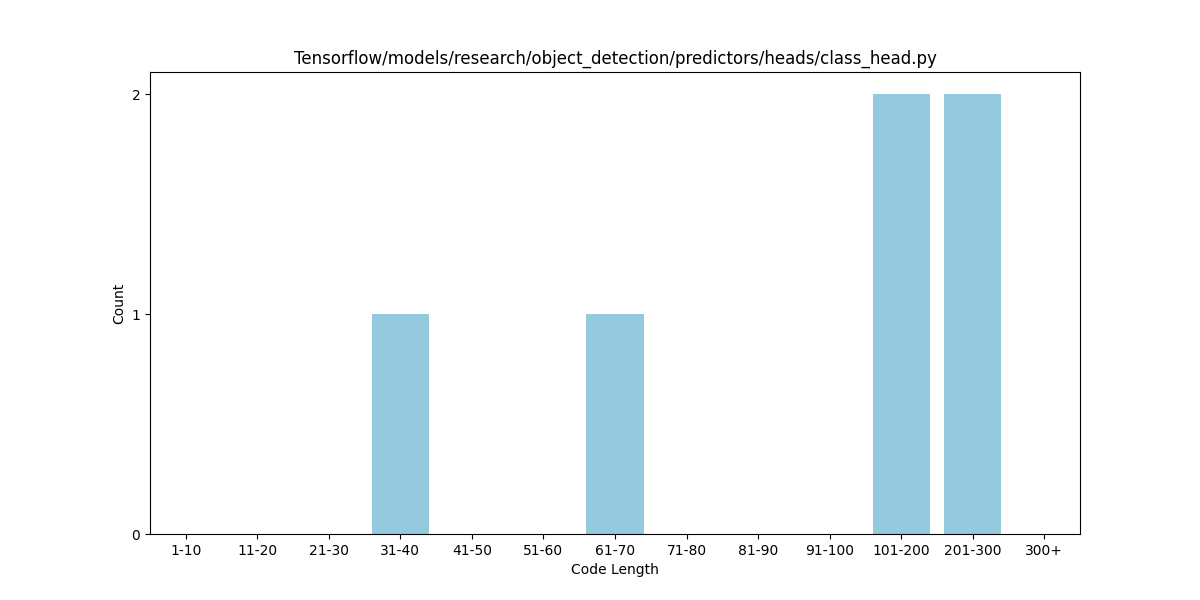 Tensorflow/models/research/object_detection/predictors/heads/class_head.py
2
1
0
Count
1-10 11-20 21-30 31-40 41-50 51-60 61-70 71-80 81-90 91-100 101-200 201-300 300+
Code Length